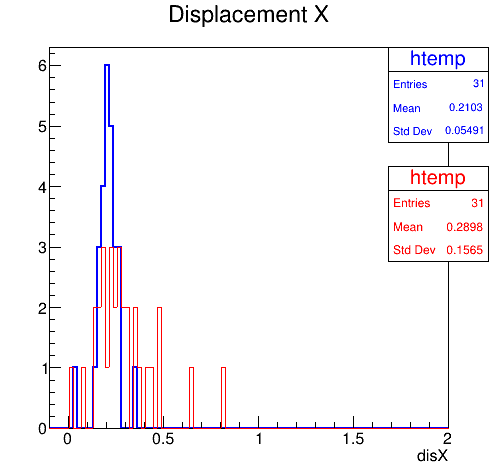 Displacement X
htemp
Entries 31
Mean 0.2103
Std Dev 0.05491
htemp
Entries 31
Mean 0.2898
Std Dev 0.1565
6
5
4
3
2
1
0
0 0.5 1 1.5 2
disX